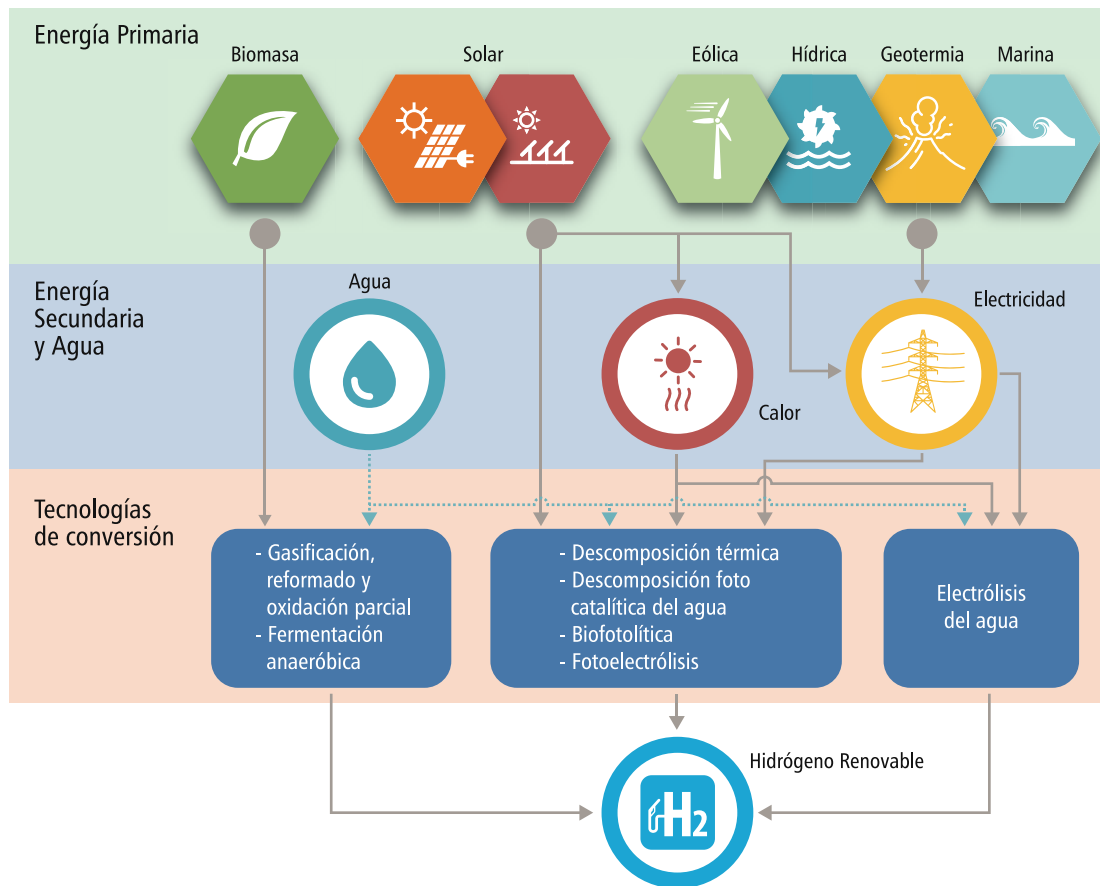 Energía Primaria
Biomasa
Solar
Eólica
Hídrica
Geotermia
Marina
Energía
Secundaria
y Agua
Agua
Calor
Electricidad
Tecnologías
de conversión
- Gasificación,
reformado y
oxidación parcial
- Fermentación
anaeróbica
- Descomposición térmica
- Descomposición foto
catalítica del agua
- Biofotolítica
- Fotoelectrólisis
Electrólisis
del agua
Hidrógeno Renovable
H2